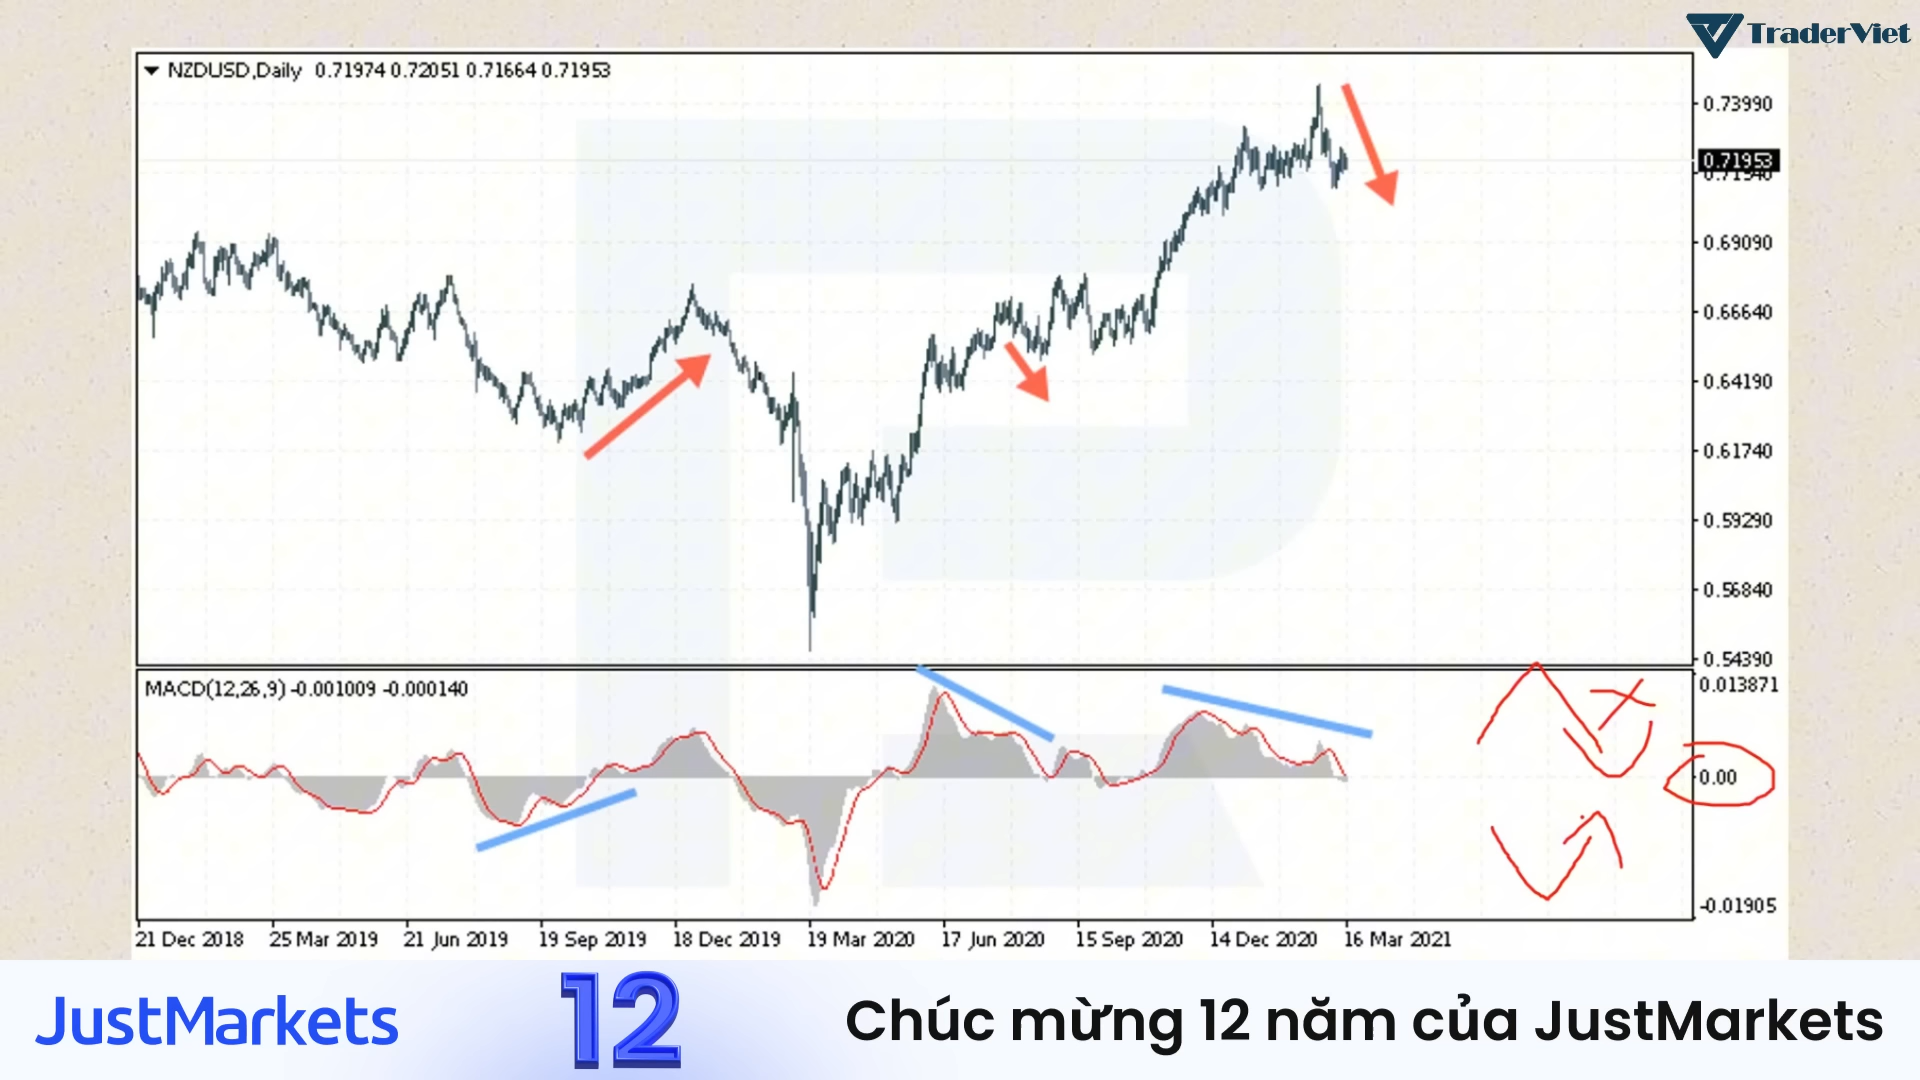 TraderViet
NZDUSD,Daily 0.71974 0.72051 0.71664 0.71953
0.73990
0.71953
0.71540
0.69090
0.66640
0.64190
0.61740
0.59290
0.56840
0.54390
MACD(12,26,9) -0.001009 -0.000140
0.013871
0.00
-0.01905
21 Dec 2018 25 Mar 2019 21 Jun 2019 19 Sep 2019 18 Dec 2019 19 Mar 2020 17 Jun 2020 15 Sep 2020 14 Dec 2020 16 Mar 2021
JustMarkets
12
Chúc mừng 12 năm của JustMarkets